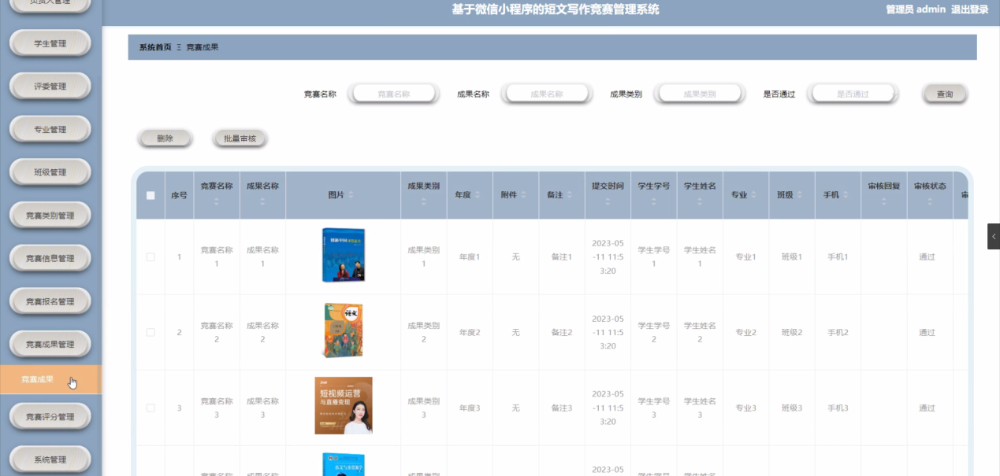 负责人管理
基于微信小程序的短文写作竞赛管理系统
管理员 admin 退出登录
学生管理
评委管理
专业管理
班级管理
竞赛类别管理
竞赛信息管理
竞赛报名管理
竞赛成果管理
竞赛成果
竞赛评分管理
系统管理
系统首页 Ξ 竞赛成果
竞赛名称 竞赛名称 成果名称 成果名称 成果类别 成果类别 是否通过 是否通过 查询
删除 批量审核
序号 竞赛名称 成果名称 图片 成果类别 年度 附件 备注 提交时间 学生学号 学生姓名 专业 班级 手机 审核回复 审核状态 审
1 竞赛名称1 成果名称1 成果类别1 年度1 无 备注1 2023-05-11 11:53:20 学生学号1 学生姓名1 专业1 班级1 手机1 通过
2 竞赛名称2 成果名称2 语文 成果类别2 年度2 无 备注2 2023-05-11 11:53:20 学生学号2 学生姓名2 专业2 班级2 手机2 通过
3 竞赛名称3 成果名称3 短视频运营与直播变现 成果类别3 年度3 无 备注3 2023-05-11 11:53:20 学生学号3 学生姓名3 专业3 班级3 手机3 通过
竞赛名称 成果名称 成果类别 2023-05 学生学号 学生姓名